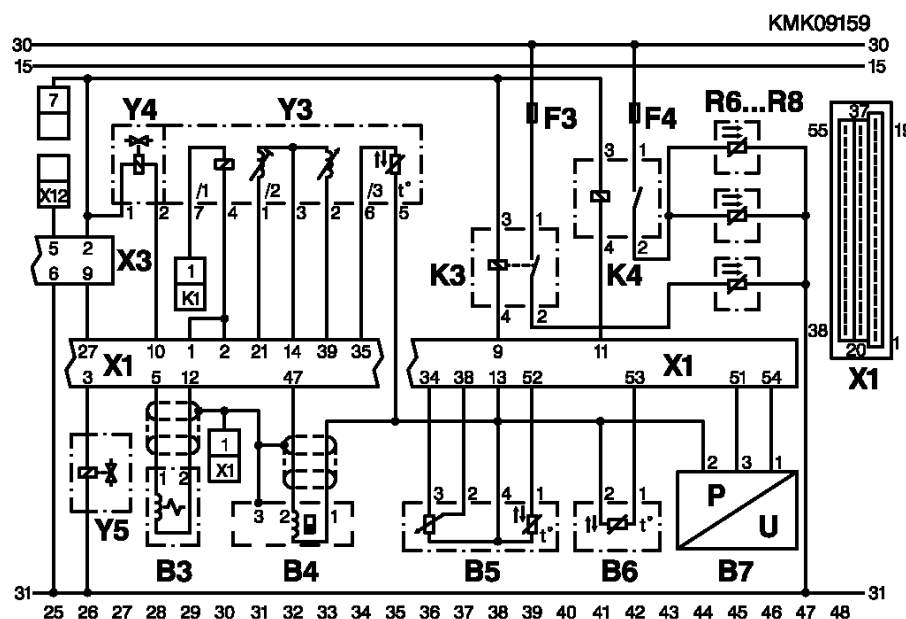 KMK09159
30 30
15 15
7 Y4 Y3 F3 F4 R6...R8 37
55 19
X12 /1 /2 /3 t° 3 1
1 2 7 4 1 3 2 6 5
5 2 X3 1 3 1 4 2
6 9 K1 K3 K4
4 2 38
27 10 1 2 21 14 39 35 9 11 20 1
X1 X1 X1
3 5 12 47 34 38 13 52 53 51 54
1
X1
1 2 3 2 1 3 2 4 1 2 2 3 1
t° t° P
U
Y5 B3 B4 B5 B6 B7
31 31
25 26 27 28 29 30 31 32 33 34 35 36 37 38 39 40 41 42 43 44 45 46 47 48